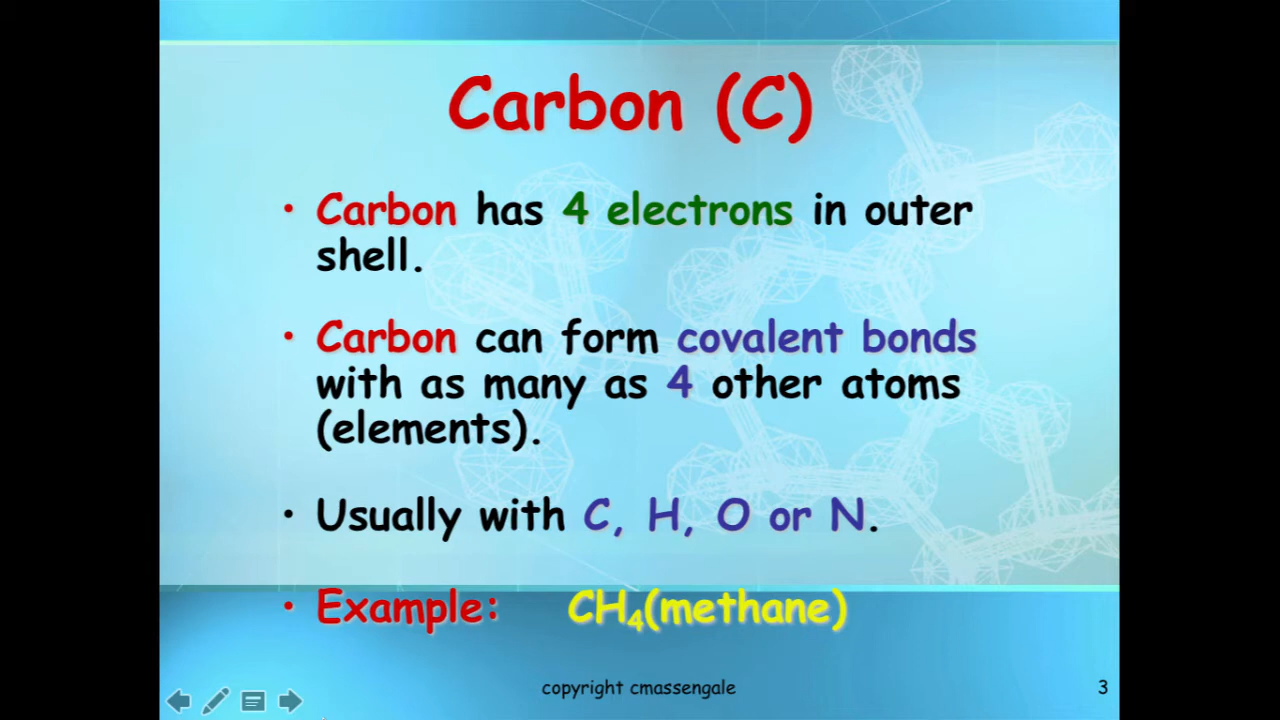 Carbon (C)
• Carbon has 4 electrons in outer
shell.
• Carbon can form covalent bonds
with as many as 4 other atoms
(elements).
• Usually with C, H, O or N.
• Example: CH₄(methane)
copyright cmassengale
3